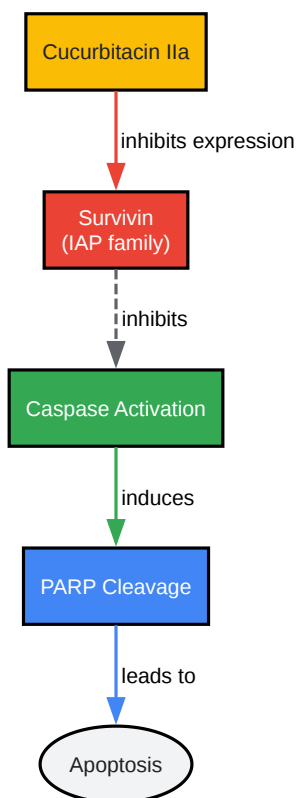 Cucurbitacin IIa
inhibits expression
Survivin
(IAP family)
inhibits
Caspase Activation
induces
PARP Cleavage
leads to
Apoptosis